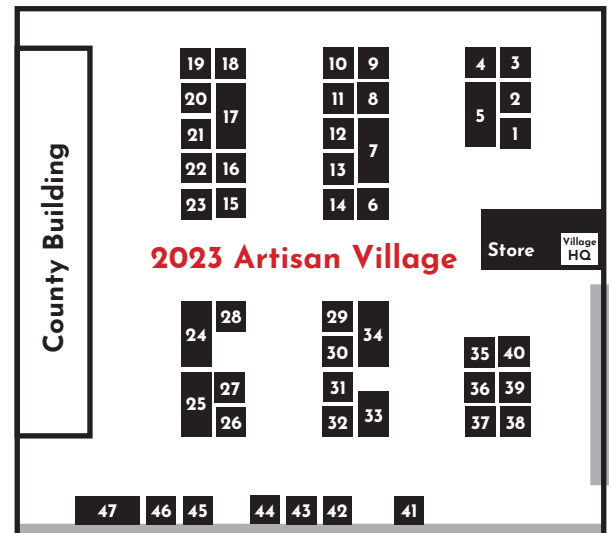 19 18 10 9 4 3
20 17 11 8 5 2
21 12 7 1
22 16 13
23 15 14 6
County Building
2023 Artisan Village
Store
Village
HQ
24 28 29 34
30 35 40
25 27 31 36 39
26 32 33 37 38
47 46 45 44 43 42 41